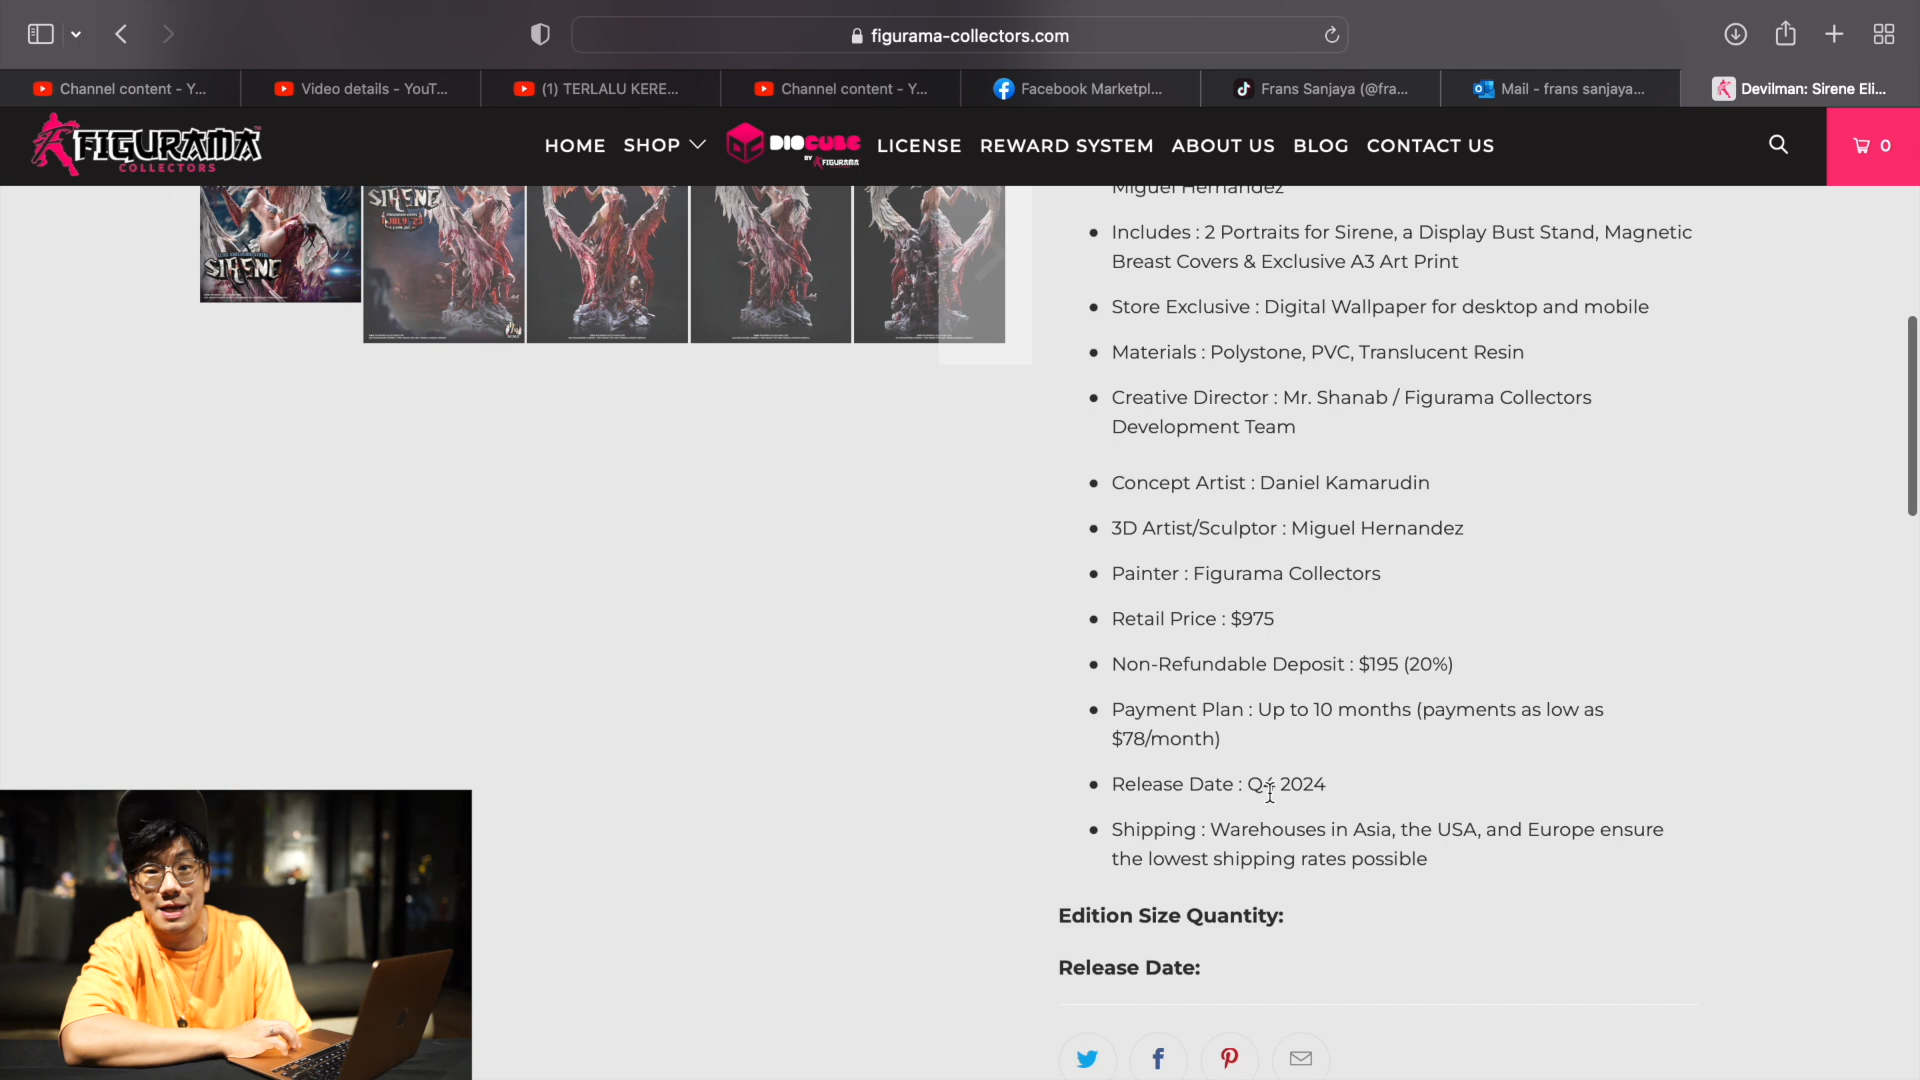 figurama-collectors.com
Channel content - Y...
Video details - YouT...
(1) TERLALU KERE...
Channel content - Y...
Facebook Marketpl...
Frans Sanjaya (@fra...
Mail - frans sanjaya...
Devilman: Sirene Eli...
FIGURAMA
COLLECTORS
HOME
SHOP
DIOCUBE
BY FIGURAMA
LICENSE
REWARD SYSTEM
ABOUT US
BLOG
CONTACT US
0
SIRENE
SIRENE
Miguel Hernandez
Includes : 2 Portraits for Sirene, a Display Bust Stand, Magnetic
Breast Covers & Exclusive A3 Art Print
Store Exclusive : Digital Wallpaper for desktop and mobile
Materials : Polystone, PVC, Translucent Resin
Creative Director : Mr. Shanab / Figurama Collectors
Development Team
Concept Artist : Daniel Kamarudin
3D Artist/Sculptor : Miguel Hernandez
Painter : Figurama Collectors
Retail Price : $975
Non-Refundable Deposit : $195 (20%)
Payment Plan : Up to 10 months (payments as low as
$78/month)
Release Date : Q4 2024
Shipping : Warehouses in Asia, the USA, and Europe ensure
the lowest shipping rates possible
Edition Size Quantity:
Release Date: